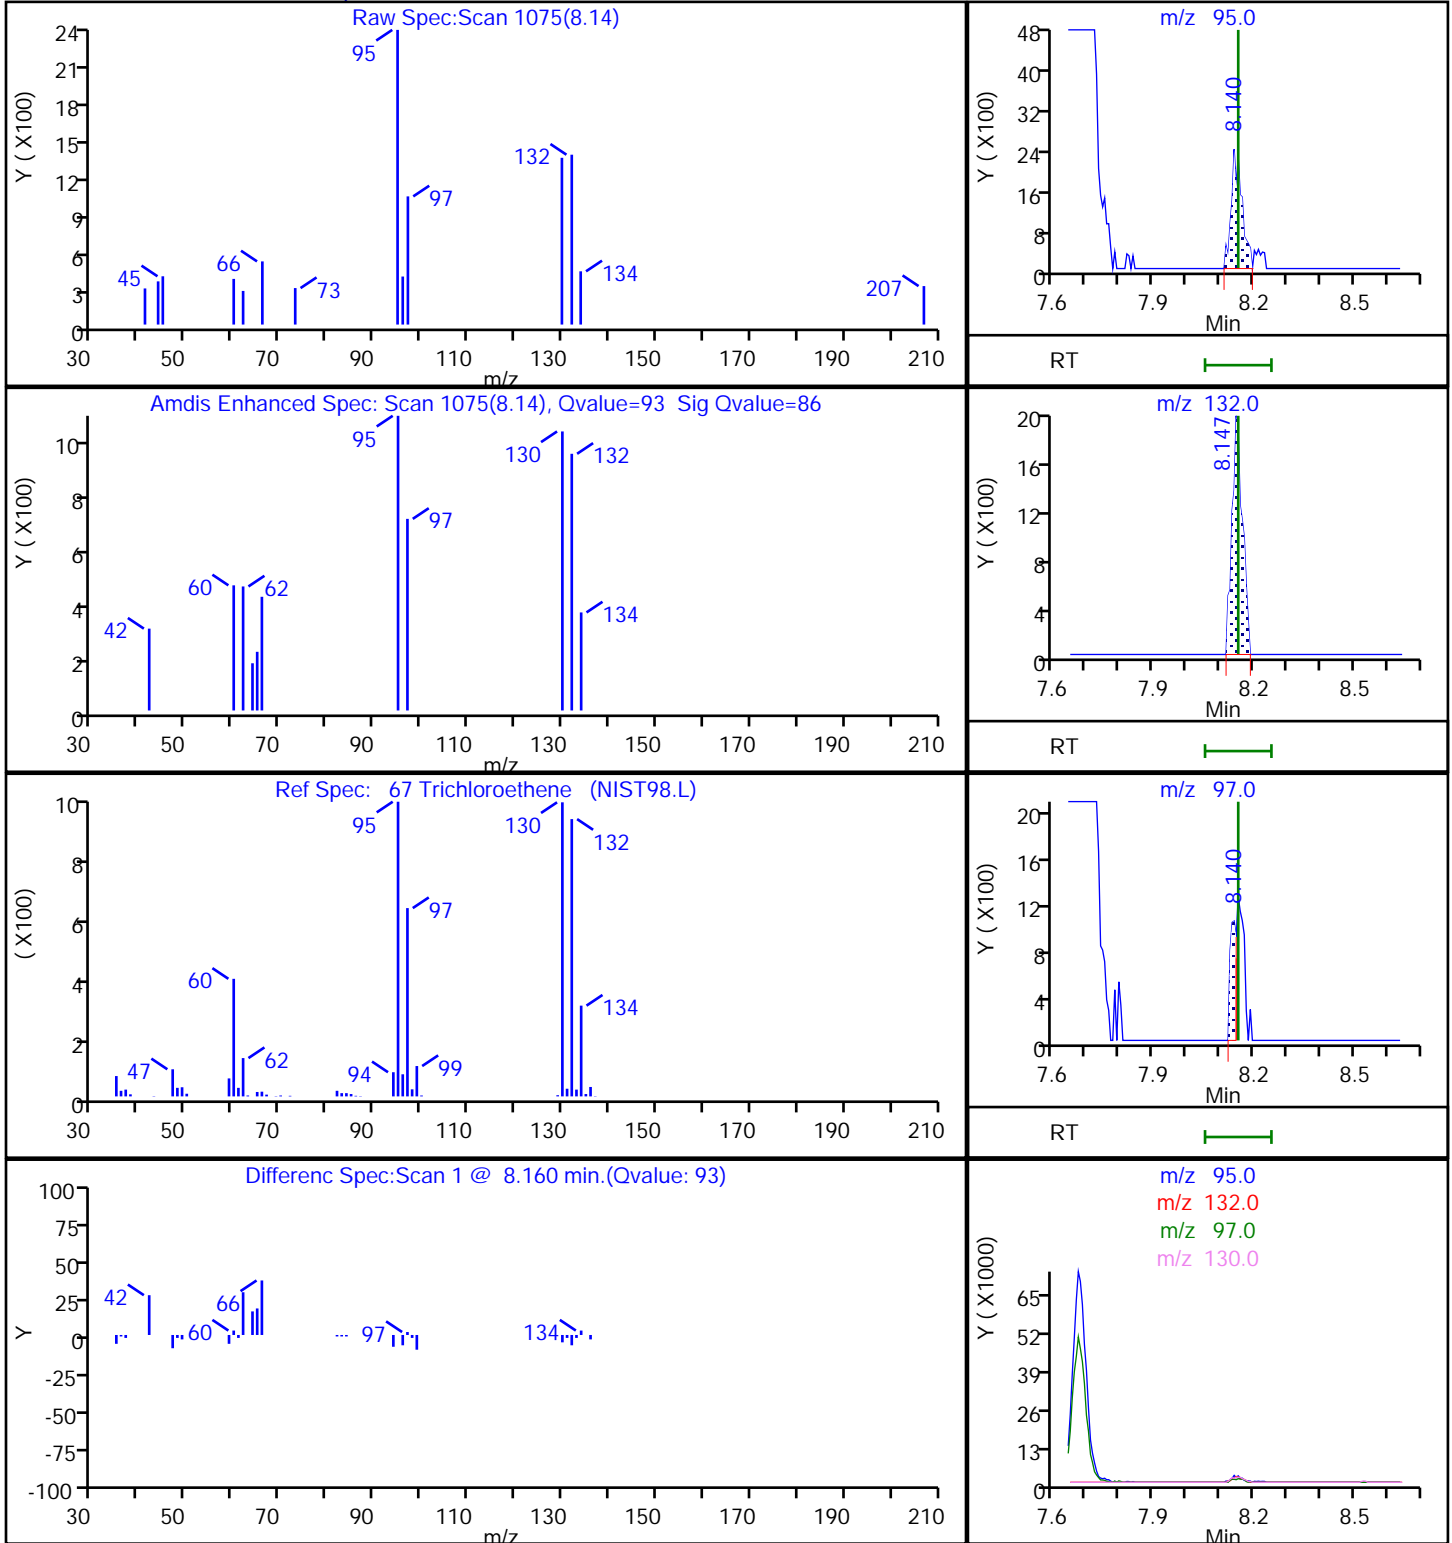 Raw Spec:Scan 1075(8.14)
Y ( X100)
24
21
18
15
12
9
6
3
0
95
132
97
66
45
73
134
207
30 50 70 90 110 130 150 170 190 210
m/z
m/z 95.0
Y ( X100)
48
40
32
24
16
8
0
8.140
7.6 7.9 8.2 8.5
Min
RT
Amdis Enhanced Spec: Scan 1075(8.14), Qvalue=93 Sig Qvalue=86
Y ( X100)
10
8
6
4
2
0
95
130
132
97
60
62
42
134
30 50 70 90 110 130 150 170 190 210
m/z
m/z 132.0
Y ( X100)
20
16
12
8
4
0
8.147
7.6 7.9 8.2 8.5
Min
RT
Ref Spec: 67 Trichloroethene (NIST98.L)
( X100)
10
8
6
4
2
0
95
130
132
97
60
134
47
62
94
99
30 50 70 90 110 130 150 170 190 210
m/z
m/z 97.0
Y ( X100)
20
16
12
8
4
0
8.140
7.6 7.9 8.2 8.5
Min
RT
Differenc Spec:Scan 1 @ 8.160 min.(Qvalue: 93)
Y
100
75
50
25
0
-25
-50
-75
-100
42
66
60
97
134
30 50 70 90 110 130 150 170 190 210
m/z
m/z 95.0
m/z 132.0
m/z 97.0
m/z 130.0
Y ( X1000)
65
52
39
26
13
0
7.6 7.9 8.2 8.5
Min